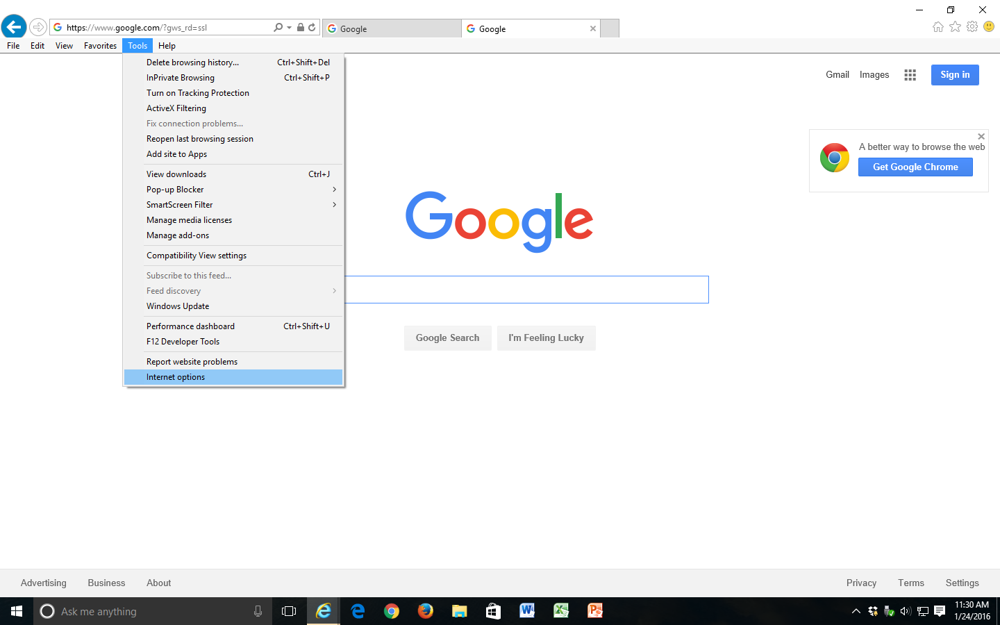 https://www.google.com/?gws_rd=ssl
Google
Google
File Edit View Favorites Tools Help
Delete browsing history... Ctrl+Shift+Del
InPrivate Browsing Ctrl+Shift+P
Turn on Tracking Protection
ActiveX Filtering
Fix connection problems...
Reopen last browsing session
Add site to Apps
View downloads Ctrl+J
Pop-up Blocker
SmartScreen Filter
Manage media licenses
Manage add-ons
Compatibility View settings
Subscribe to this feed...
Feed discovery
Windows Update
Performance dashboard Ctrl+Shift+U
F12 Developer Tools
Report website problems
Internet options
Gmail Images Sign in
A better way to browse the web
Get Google Chrome
Google
Google Search I'm Feeling Lucky
Advertising Business About Privacy Terms Settings
Ask me anything
11:30 AM
1/24/2016